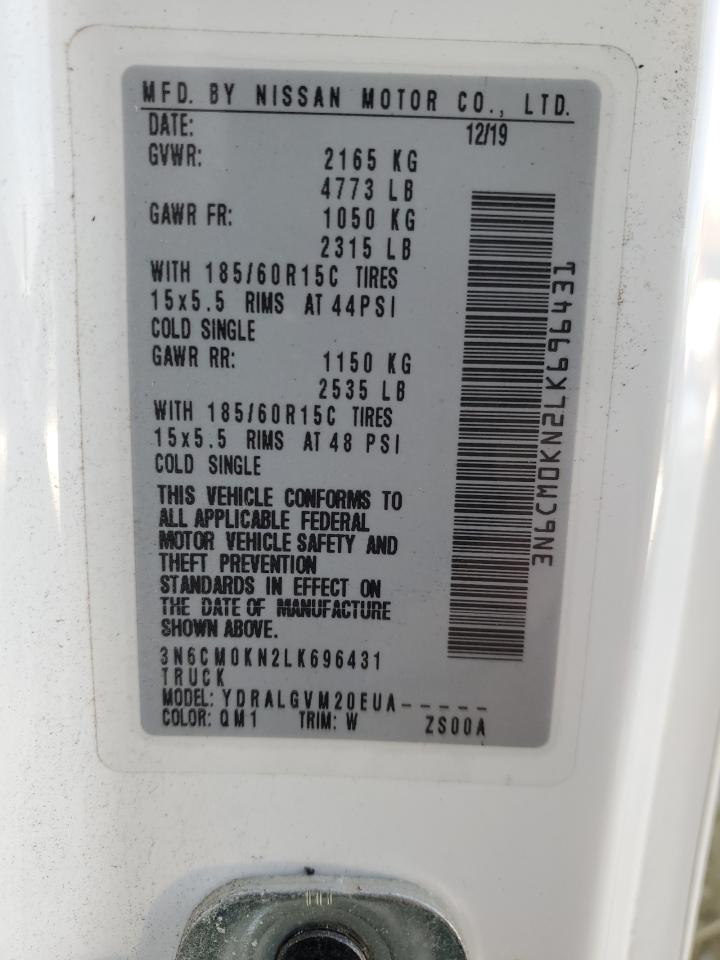 MFD. BY NISSAN MOTOR CO., LTD.
DATE: 12/19
GVWR: 2165 KG
4773 LB
GAWR FR: 1050 KG
2315 LB
WITH 185/60R15C TIRES
15x5.5 RIMS AT 44PSI
COLD SINGLE
GAWR RR: 1150 KG
2535 LB
WITH 185/60R15C TIRES
15x5.5 RIMS AT 48 PSI
COLD SINGLE
THIS VEHICLE CONFORMS TO
ALL APPLICABLE FEDERAL
MOTOR VEHICLE SAFETY AND
THEFT PREVENTION
STANDARDS IN EFFECT ON
THE DATE OF MANUFACTURE
SHOWN ABOVE.
3N6CM0KN2LK696431
TRUCK
MODEL: YDRALGVM20EUA-----
COLOR: QM1 TRIM: W ZS00A
3N6CM0KN2LK696431